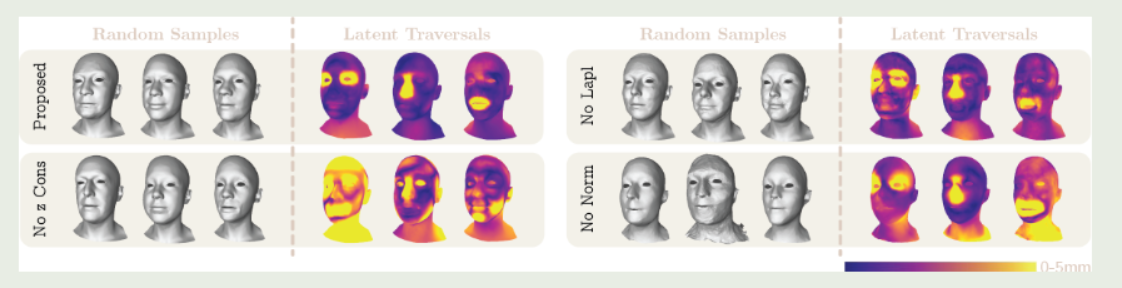 Random Samples
Latent Traversals
Random Samples
Latent Traversals
Proposed
No Lapl
No z Cons
No Norm
0-5mm